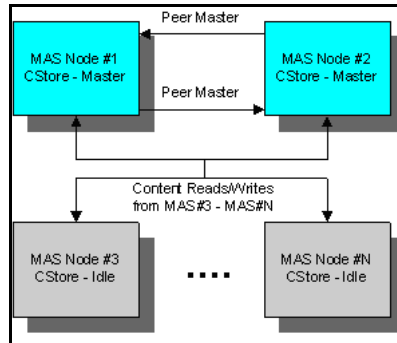 Peer Master
MAS Node #1
CStore - Master
MAS Node #2
CStore - Master
Peer Master
Content Reads/Writes
from MAS#3 - MAS#N
MAS Node #3
CStore - Idle
MAS Node #N
CStore - Idle